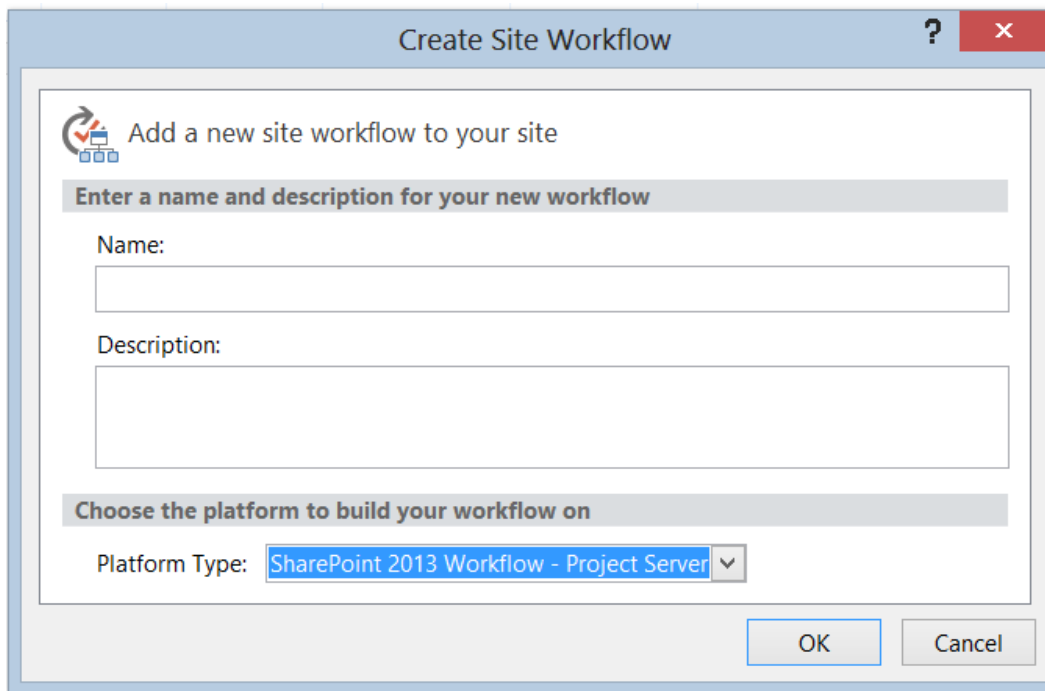 Create Site Workflow
?
Add a new site workflow to your site
Enter a name and description for your new workflow
Name:
Description:
Choose the platform to build your workflow on
Platform Type: SharePoint 2013 Workflow - Project Server
OK Cancel